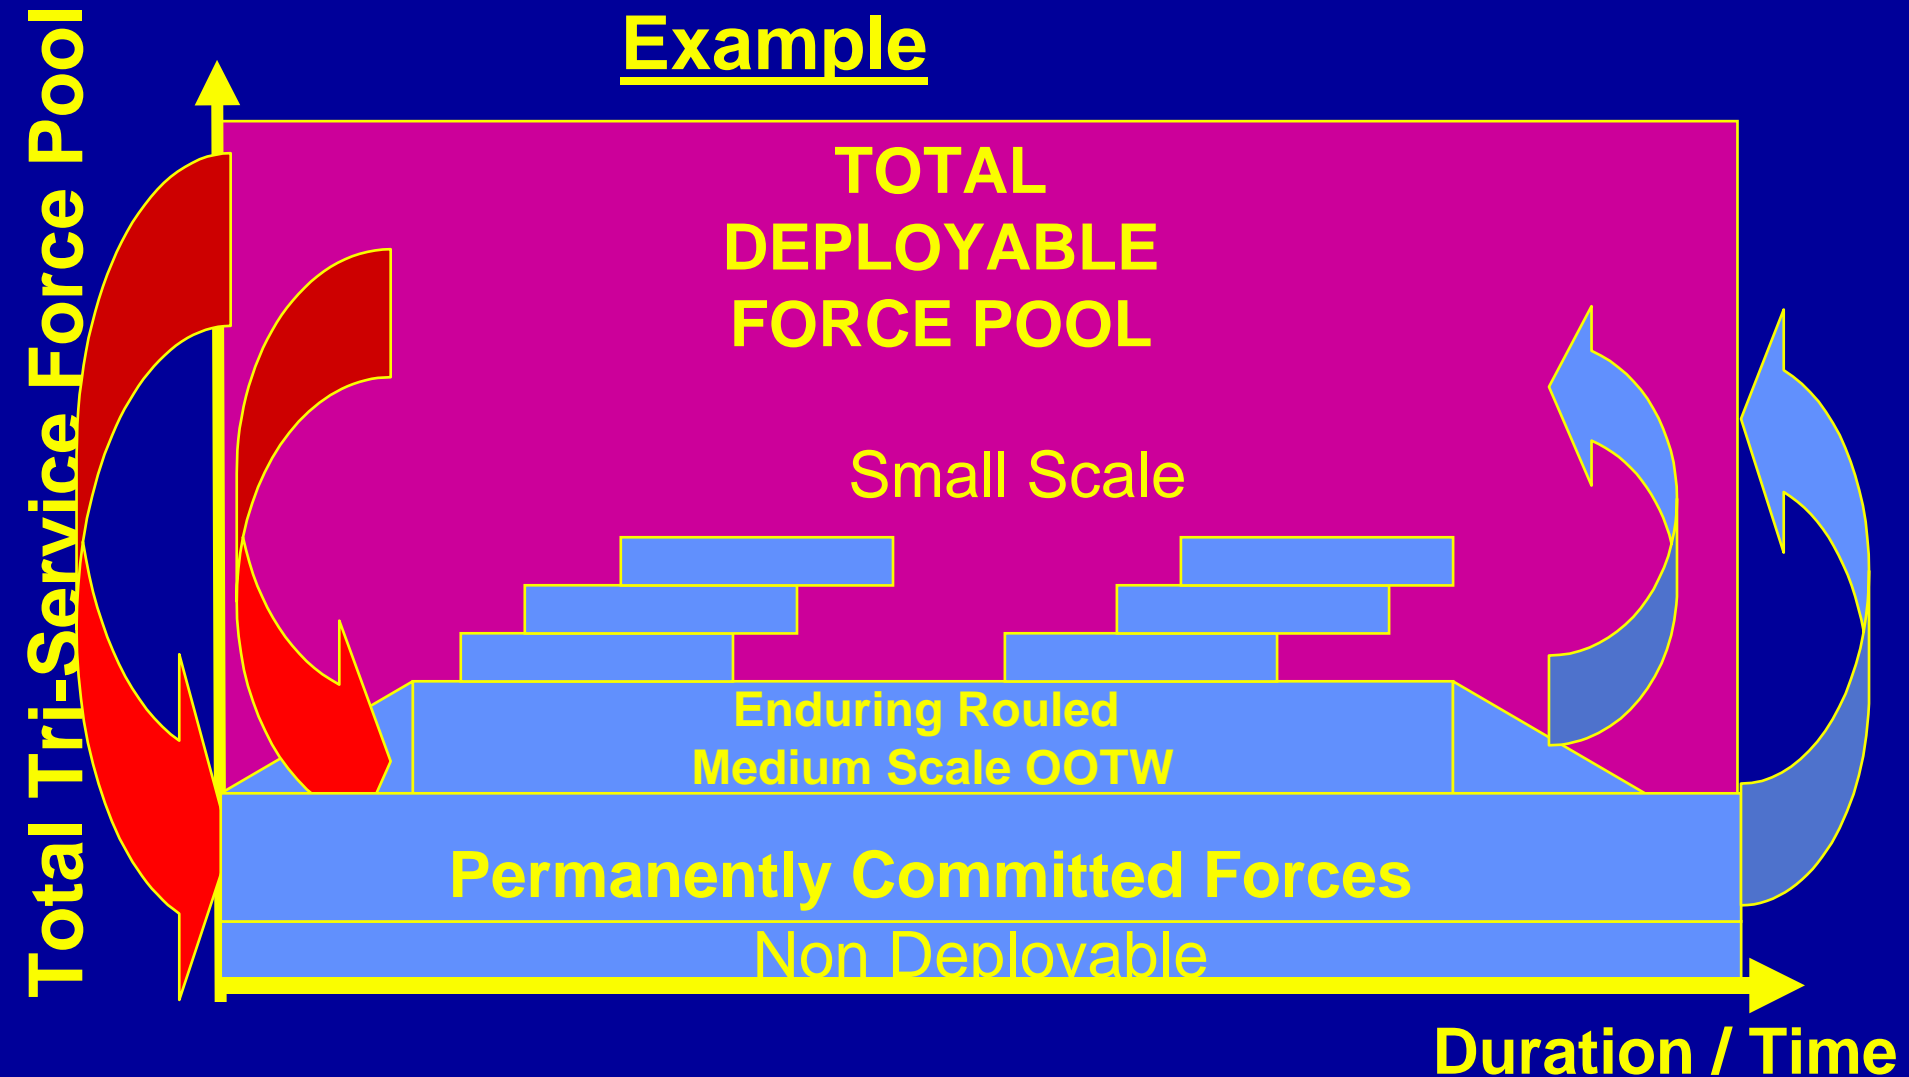 Example
Total Tri-Service Force Pool
TOTAL
DEPLOYABLE
FORCE POOL
Small Scale
Enduring Rouled
Medium Scale OOTW
Permanently Committed Forces
Non Deployable
Duration / Time